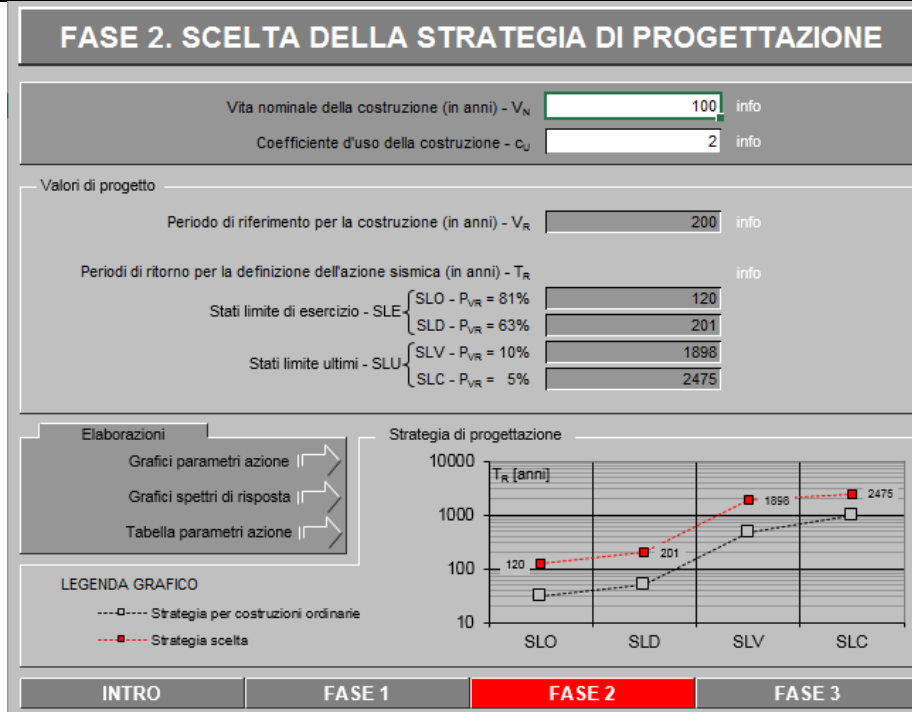 FASE 2. SCELTA DELLA STRATEGIA DI PROGETTAZIONE
Vita nominale della costruzione (in anni) - VN 100 info
Coefficiente d'uso della costruzione - cU 2 info
Valori di progetto
Periodo di riferimento per la costruzione (in anni) - VR 200 info
Periodi di ritorno per la definizione dell'azione sismica (in anni) - TR info
Stati limite di esercizio - SLE
SLO - PVR = 81% 120
SLD - PVR = 63% 201
Stati limite ultimi - SLU
SLV - PVR = 10% 1898
SLC - PVR = 5% 2475
Elaborazioni
Grafici parametri azione
Grafici spettri di risposta
Tabella parametri azione
LEGENDA GRAFICO
Strategia per costruzioni ordinarie
Strategia scelta
Strategia di progettazione
TR [anni]
10000
1000
100
10
120
201
1898
2475
SLO SLD SLV SLC
INTRO FASE 1 FASE 2 FASE 3